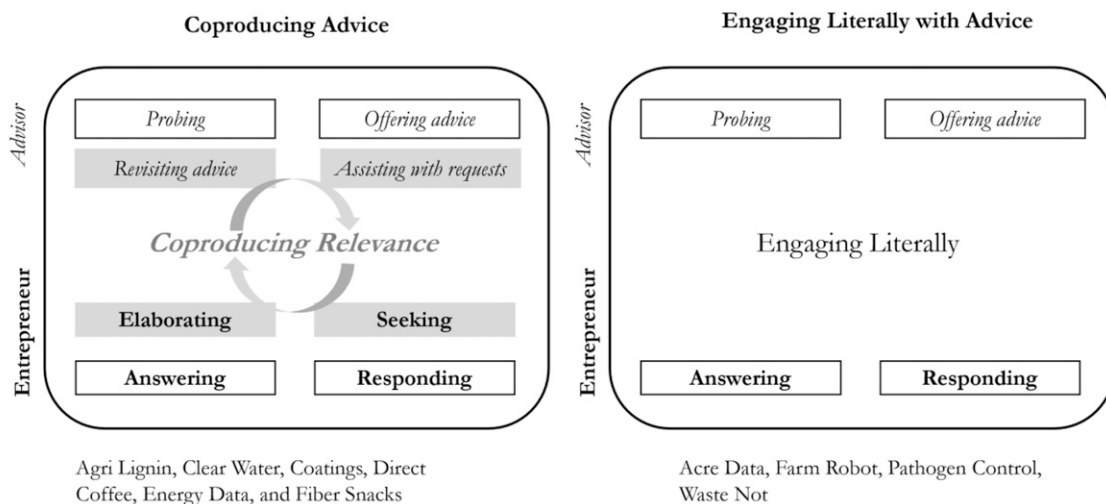 Coproducing Advice
Advisor
Probing
Offering advice
Revisiting advice
Assisting with requests
Coproducing Relevance
Entrepreneur
Elaborating
Seeking
Answering
Responding
Agri Lignin, Clear Water, Coatings, Direct
Coffee, Energy Data, and Fiber Snacks
Engaging Literally with Advice
Advisor
Probing
Offering advice
Engaging Literally
Entrepreneur
Answering
Responding
Acre Data, Farm Robot, Pathogen Control,
Waste Not